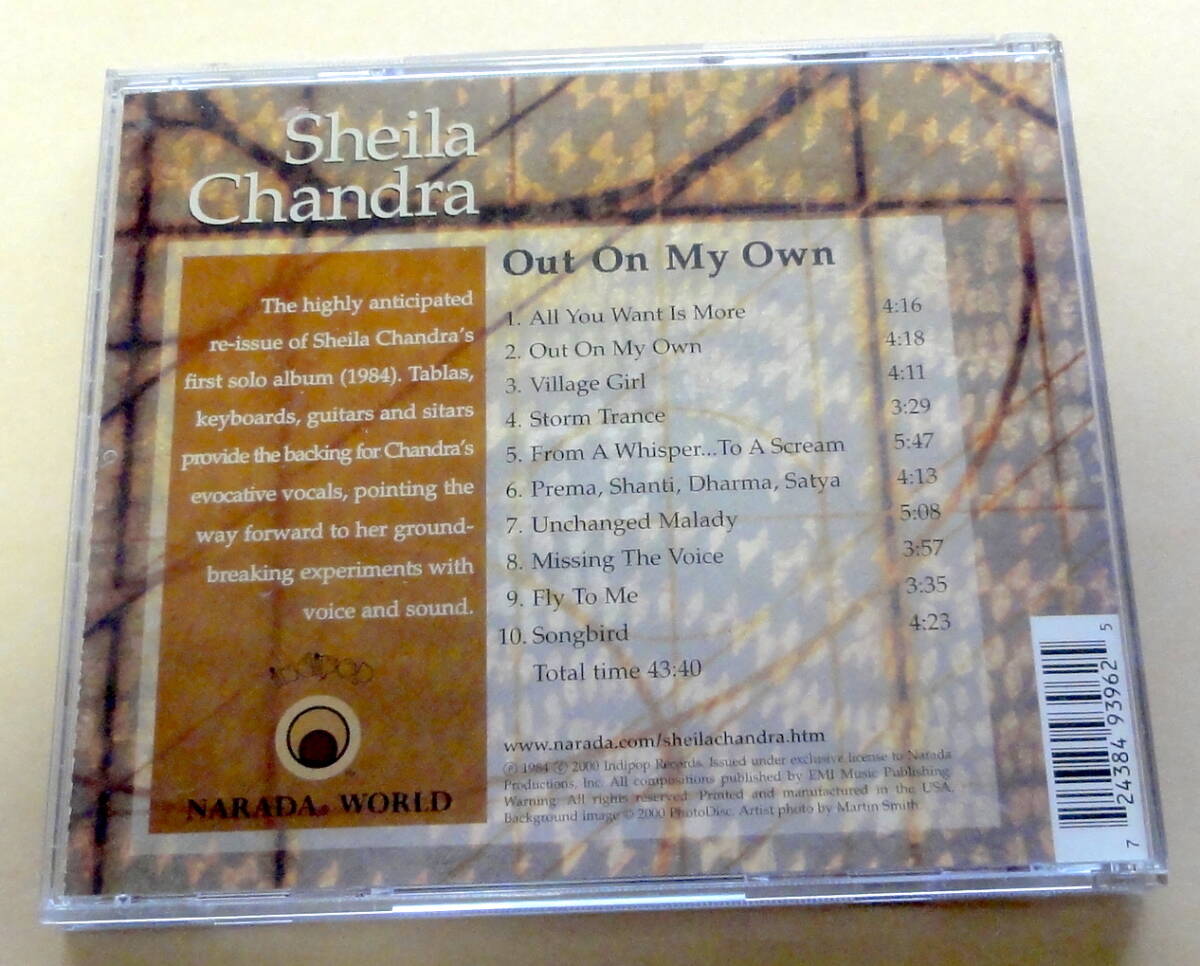 Sheila
Chandra
The highly anticipated
re-issue of Sheila Chandra's
first solo album (1984). Tablas,
keyboards, guitars and sitars
provide the backing for Chandra's
evocative vocals, pointing the
way forward to her ground-
breaking experiments with
voice and sound.
INDIPOP
NARADA® WORLD
Out On My Own
1. All You Want Is More 4:16
2. Out On My Own 4:18
3. Village Girl 4:11
4. Storm Trance 3:29
5. From A Whisper...To A Scream 5:47
6. Prema, Shanti, Dharma, Satya 4:13
7. Unchanged Malady 5:08
8. Missing The Voice 3:57
9. Fly To Me 3:35
10. Songbird 4:23
Total time 43:40
www.narada.com/sheilachandra.htm
℗ 1984 ℗ 2000 Indipop Records. Issued under exclusive license to Narada
Productions, Inc. All compositions published by EMI Music Publishing.
Warning: All rights reserved. Printed and manufactured in the USA.
Background image © 2000 PhotoDisc. Artist photo by Martin Smith.
7 24384 93962 5